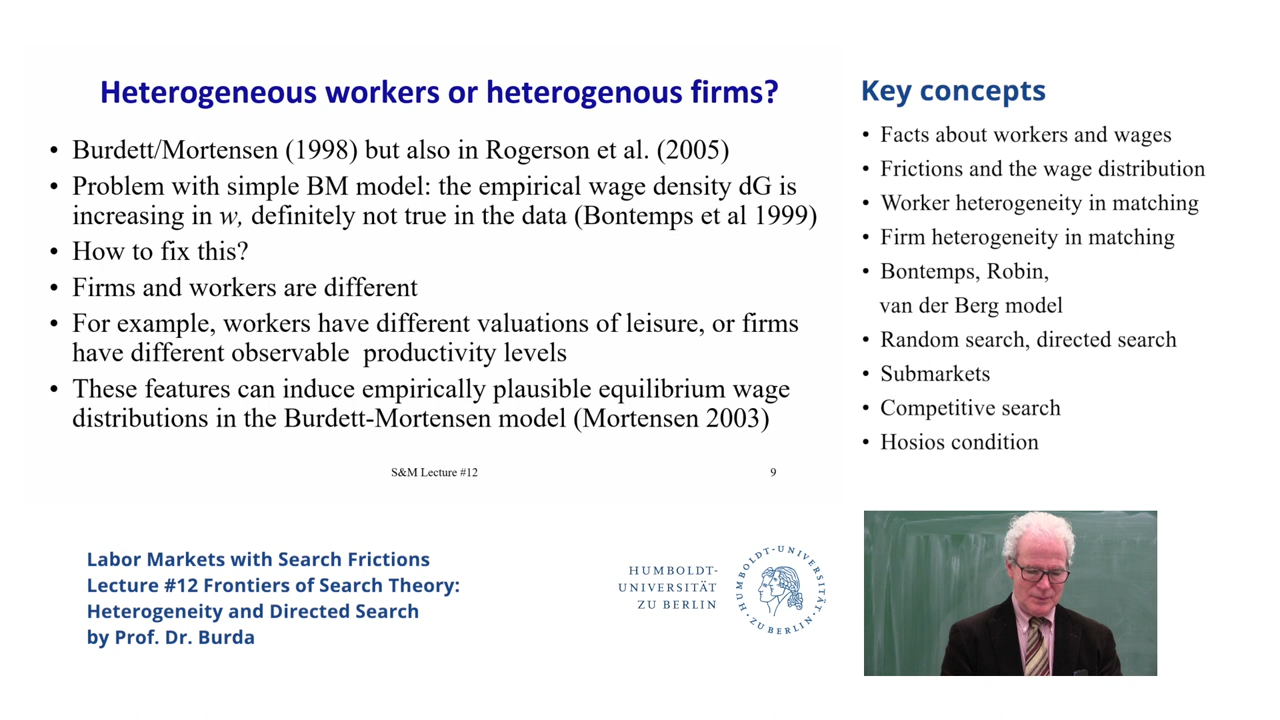 Heterogeneous workers or heterogenous firms?
• Burdett/Mortensen (1998) but also in Rogerson et al. (2005)
• Problem with simple BM model: the empirical wage density dG is
increasing in w, definitely not true in the data (Bontemps et al 1999)
• How to fix this?
• Firms and workers are different
• For example, workers have different valuations of leisure, or firms
have different observable productivity levels
• These features can induce empirically plausible equilibrium wage
distributions in the Burdett-Mortensen model (Mortensen 2003)
S&M Lecture #12
9
Key concepts
• Facts about workers and wages
• Frictions and the wage distribution
• Worker heterogeneity in matching
• Firm heterogeneity in matching
• Bontemps, Robin,
van der Berg model
• Random search, directed search
• Submarkets
• Competitive search
• Hosios condition
Labor Markets with Search Frictions
Lecture #12 Frontiers of Search Theory:
Heterogeneity and Directed Search
by Prof. Dr. Burda
HUMBOLDT-
UNIVERSITÄT
ZU BERLIN
HUMBOLDT-UNIVERSITÄT
·ZU BERLIN·